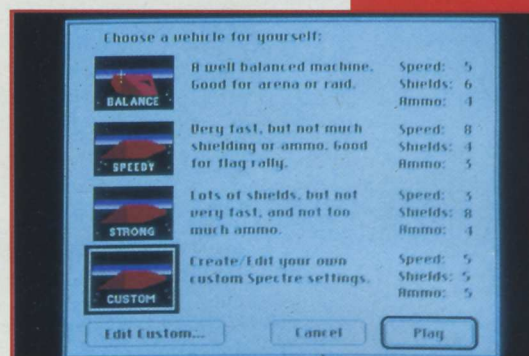 Choose a vehicle for yourself:
BALANCE
A well balanced machine.
Good for arena or raid.
Speed: 5
Shields: 6
Ammo: 4
SPEEDY
Very fast, but not much
shielding or ammo. Good
for flag rally.
Speed: 8
Shields: 4
Ammo: 3
STRONG
Lots of shields, but not
very fast, and not too
much ammo.
Speed: 3
Shields: 8
Ammo: 4
CUSTOM
Create/Edit your own
custom Spectre settings.
Speed: 5
Shields: 5
Ammo: 5
Edit Custom...
Cancel
Play